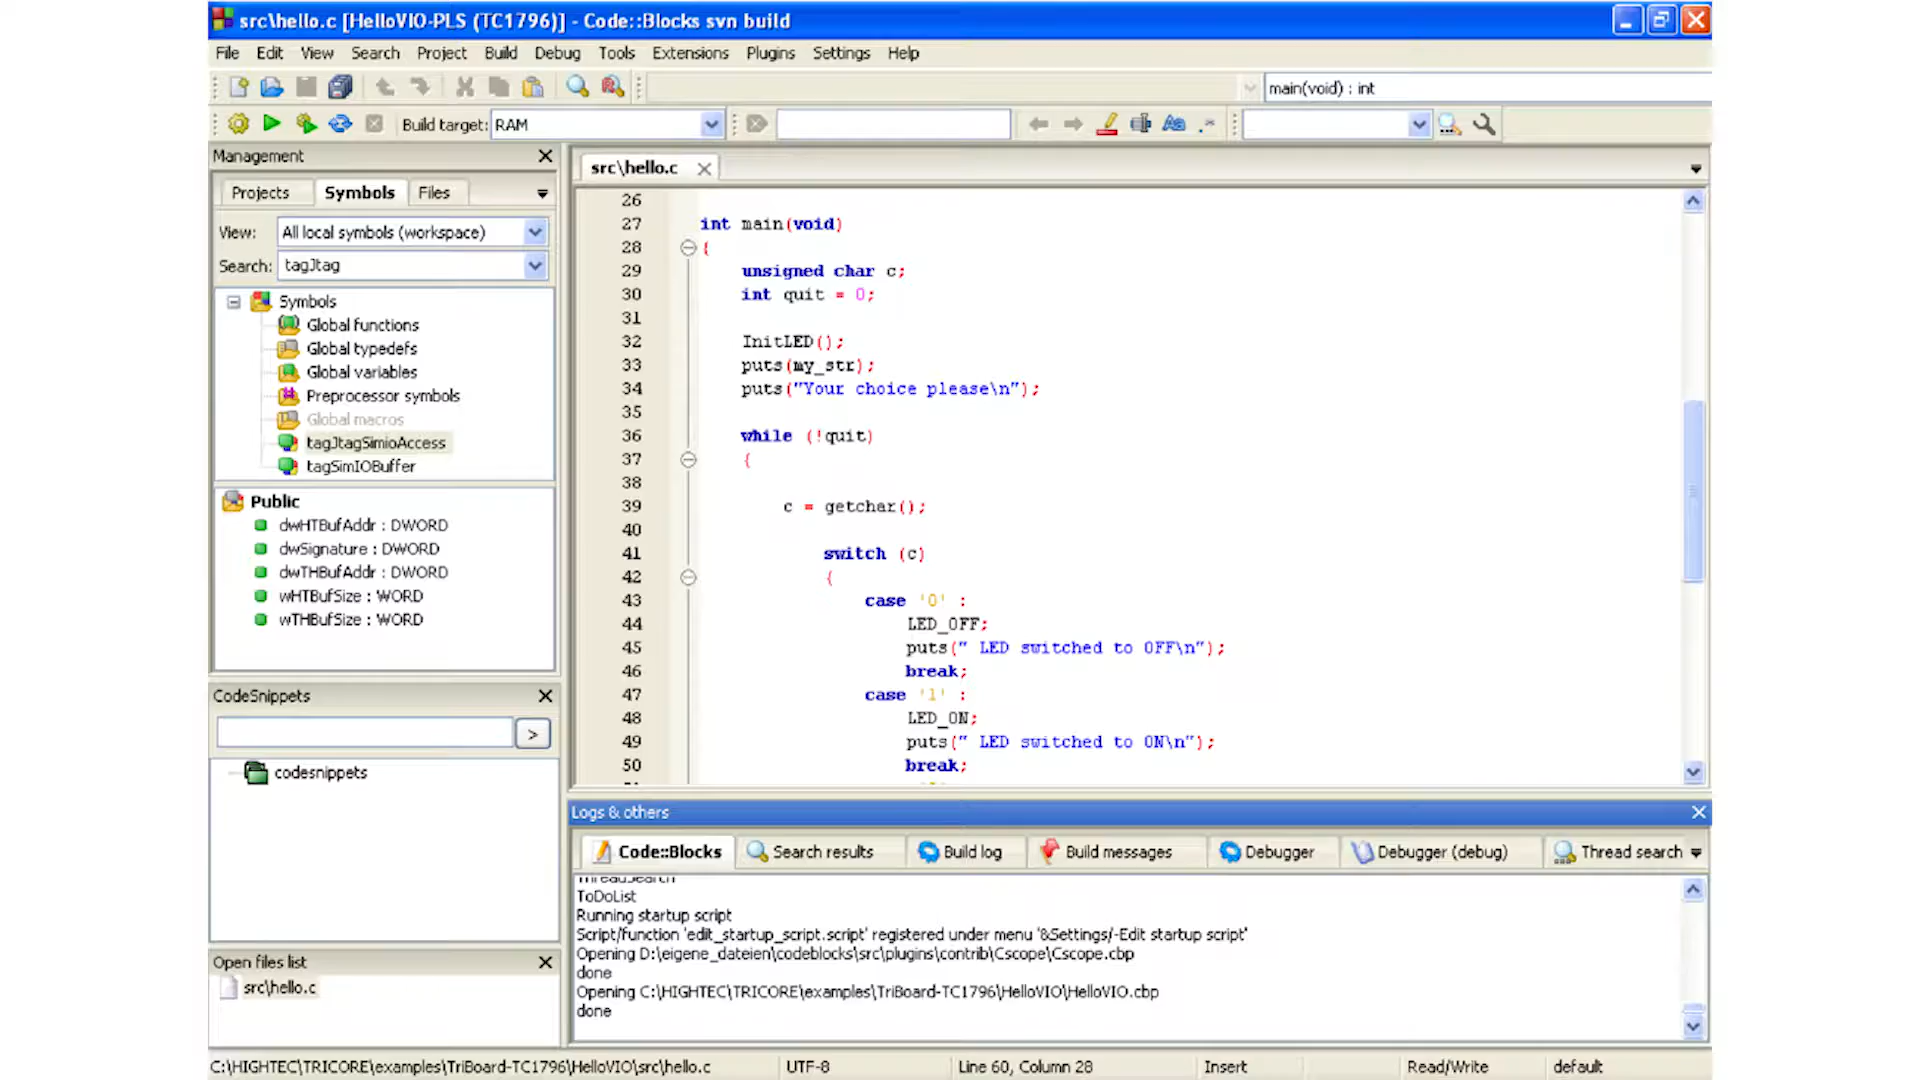 src\hello.c [HelloVIO-PLS (TC1796)] - Code::Blocks svn build
File Edit View Search Project Build Debug Tools Extensions Plugins Settings Help
main(void) : int
Build target: RAM
Management
Projects Symbols Files
View: All local symbols (workspace)
Search: tagJtag
Symbols
Global functions
Global typedefs
Global variables
Preprocessor symbols
Global macros
tagJtagSimioAccess
tagSimIOBuffer
Public
dwHTBufAddr : DWORD
dwSignature : DWORD
dwTHBufAddr : DWORD
wHTBufSize : WORD
wTHBufSize : WORD
CodeSnippets
>
codesnippets
Open files list
src\hello.c
src\hello.c
26
27 int main(void)
28 {
29 unsigned char c;
30 int quit = 0;
31
32 InitLED();
33 puts(my_str);
34 puts("Your choice please\n");
35
36 while (!quit)
37 {
38
39 c = getchar();
40
41 switch (c)
42 {
43 case '0' :
44 LED_OFF;
45 puts(" LED switched to OFF\n");
46 break;
47 case '1' :
48 LED_ON;
49 puts(" LED switched to ON\n");
50 break;
Logs & others
Code::Blocks Search results Build log Build messages Debugger Debugger (debug) Thread search
ThreadSearch
ToDoList
Running startup script
Script/function 'edit_startup_script.script' registered under menu '&Settings/-Edit startup script'
Opening D:\eigene_dateien\codeblocks\src\plugins\contrib\Cscope\Cscope.cbp
done
Opening C:\HIGHTEC\TRICORE\examples\TriBoard-TC1796\HelloVIO\HelloVIO.cbp
done
C:\HIGHTEC\TRICORE\examples\TriBoard-TC1796\HelloVIO\src\hello.c UTF-8 Line 60, Column 28 Insert Read/Write default